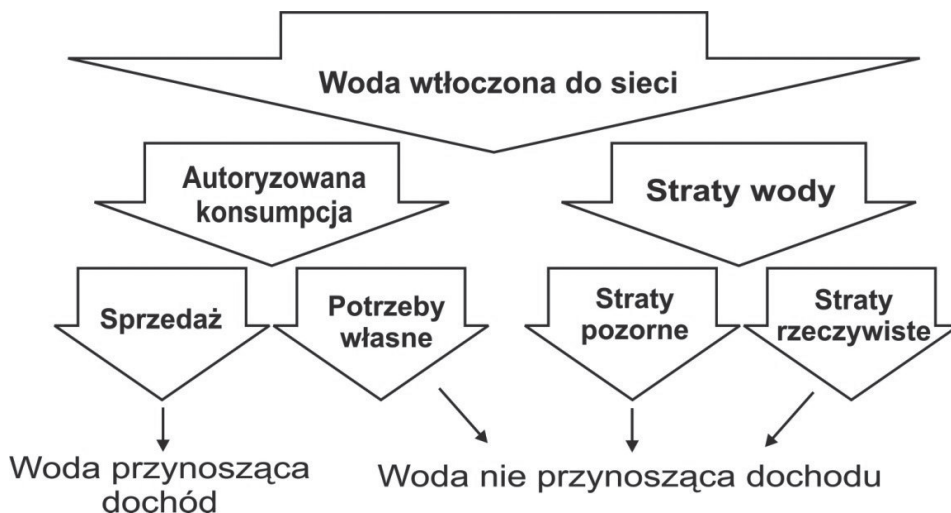 Woda wtłoczona do sieci
Autoryzowana
konsumpcja
Straty wody
Sprzedaż
Potrzeby
własne
Straty
pozorne
Straty
rzeczywiste
Woda przynosząca
dochód
Woda nie przynosząca dochodu